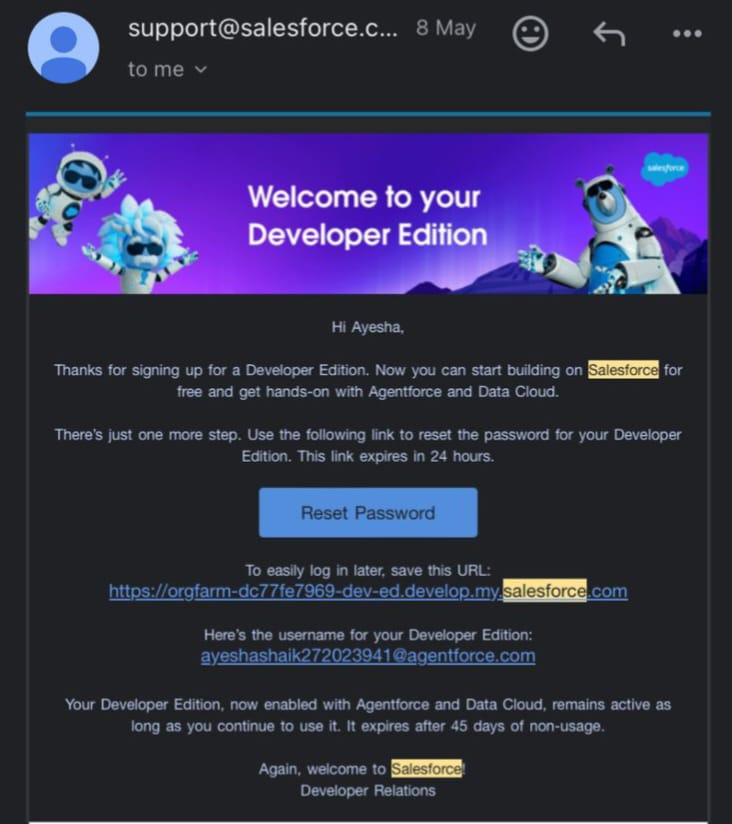 support@salesforce.c... 8 May
to me
salesforce
Welcome to your
Developer Edition
Hi Ayesha,
Thanks for signing up for a Developer Edition. Now you can start building on Salesforce for
free and get hands-on with Agentforce and Data Cloud.
There's just one more step. Use the following link to reset the password for your Developer
Edition. This link expires in 24 hours.
Reset Password
To easily log in later, save this URL:
https://orgfarm-dc77fe7969-dev-ed.develop.my.salesforce.com
Here's the username for your Developer Edition:
ayeshashaik272023941@agentforce.com
Your Developer Edition, now enabled with Agentforce and Data Cloud, remains active as
long as you continue to use it. It expires after 45 days of non-usage.
Again, welcome to Salesforce!
Developer Relations